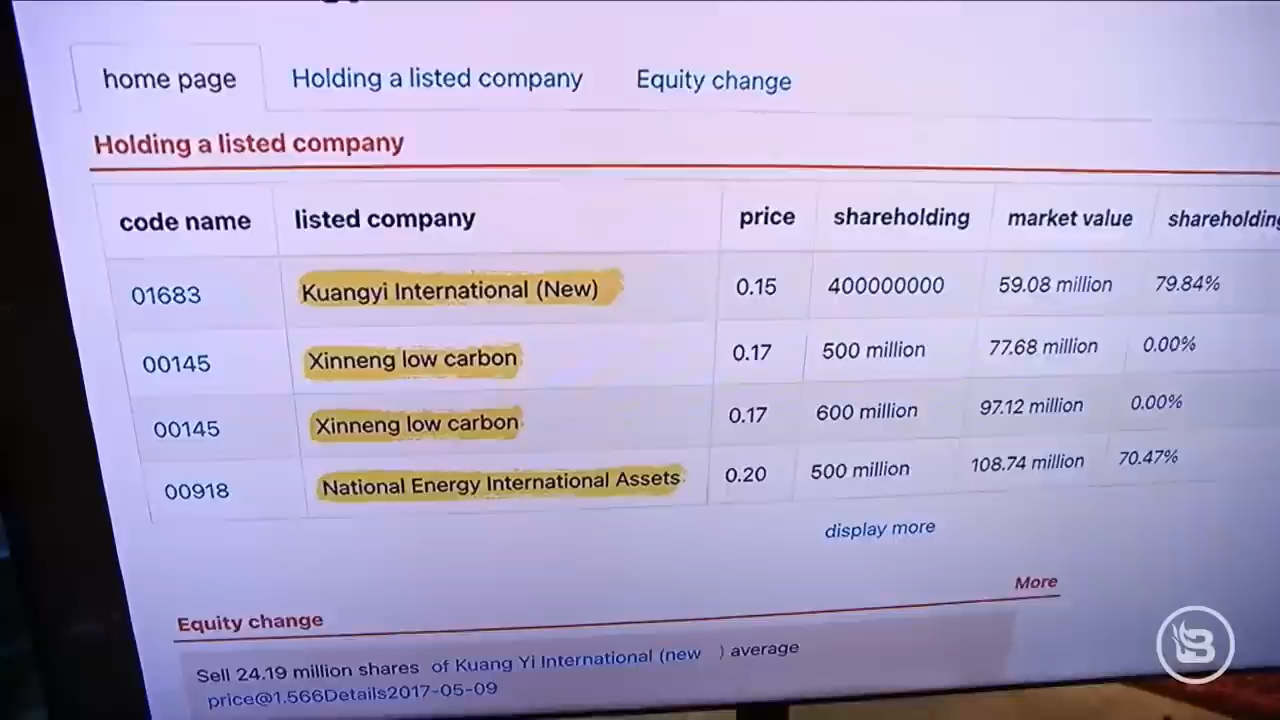 home page Holding a listed company Equity change
Holding a listed company
code name listed company price shareholding market value shareholding
01683 Kuangyi International (New) 0.15 400000000 59.08 million 79.84%
00145 Xinneng low carbon 0.17 500 million 77.68 million 0.00%
00145 Xinneng low carbon 0.17 600 million 97.12 million 0.00%
00918 National Energy International Assets 0.20 500 million 108.74 million 70.47%
display more
More
Equity change
Sell 24.19 million shares of Kuang Yi International (new ) average
price@1.566Details2017-05-09
B